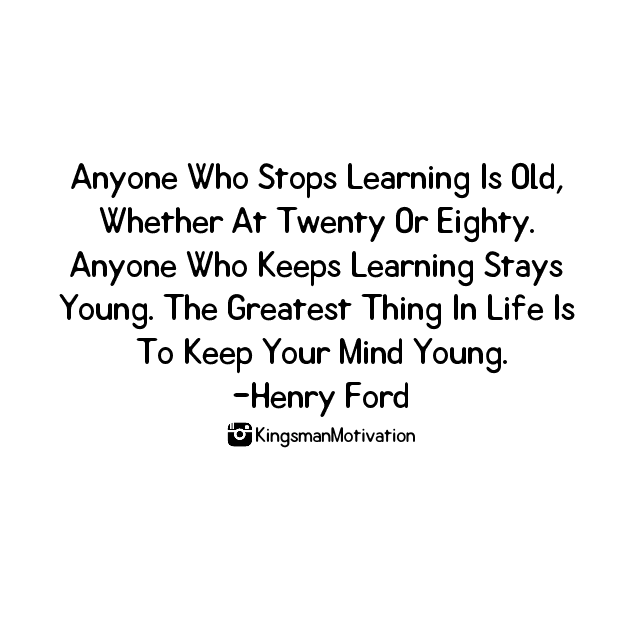 Anyone Who Stops Learning Is Old,
Whether At Twenty Or Eighty.
Anyone Who Keeps Learning Stays
Young. The Greatest Thing In Life Is
To Keep Your Mind Young.
-Henry Ford
KingsmanMotivation